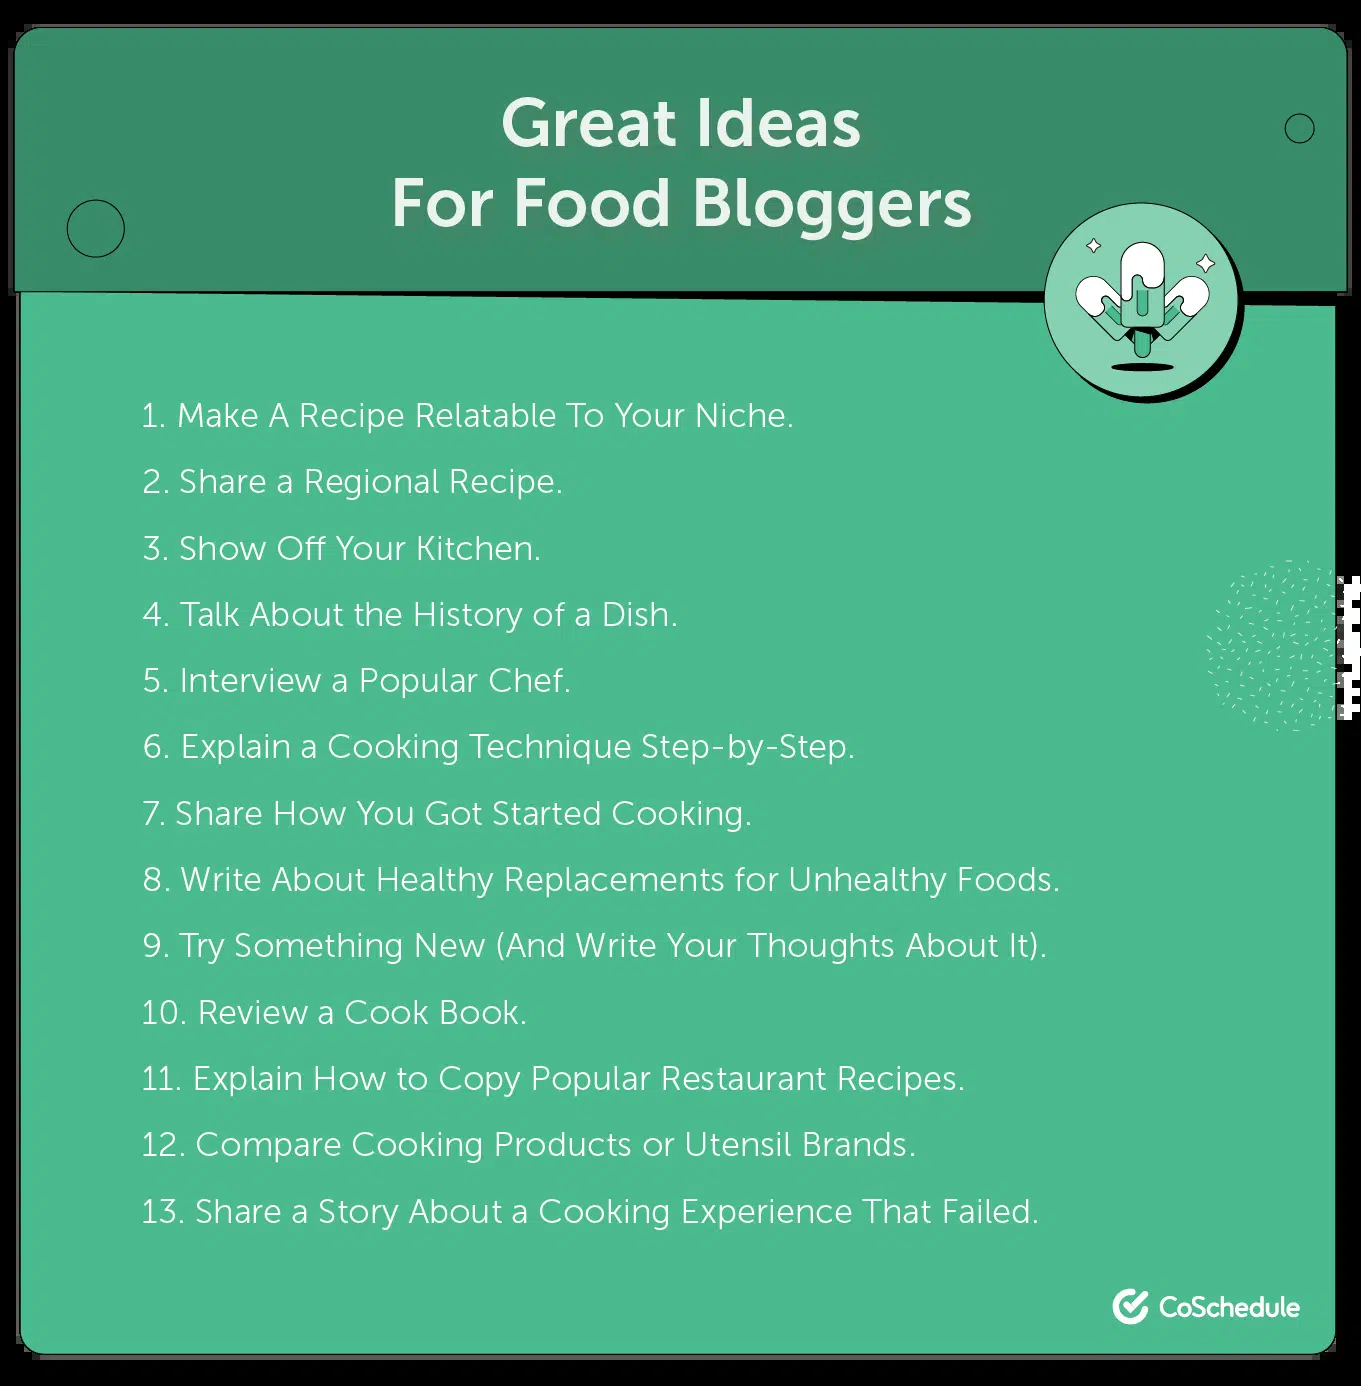 Great Ideas
For Food Bloggers
1. Make A Recipe Relatable To Your Niche.
2. Share a Regional Recipe.
3. Show Off Your Kitchen.
4. Talk About the History of a Dish.
5. Interview a Popular Chef.
6. Explain a Cooking Technique Step-by-Step.
7. Share How You Got Started Cooking.
8. Write About Healthy Replacements for Unhealthy Foods.
9. Try Something New (And Write Your Thoughts About It).
10. Review a Cook Book.
11. Explain How to Copy Popular Restaurant Recipes.
12. Compare Cooking Products or Utensil Brands.
13. Share a Story About a Cooking Experience That Failed.
CoSchedule